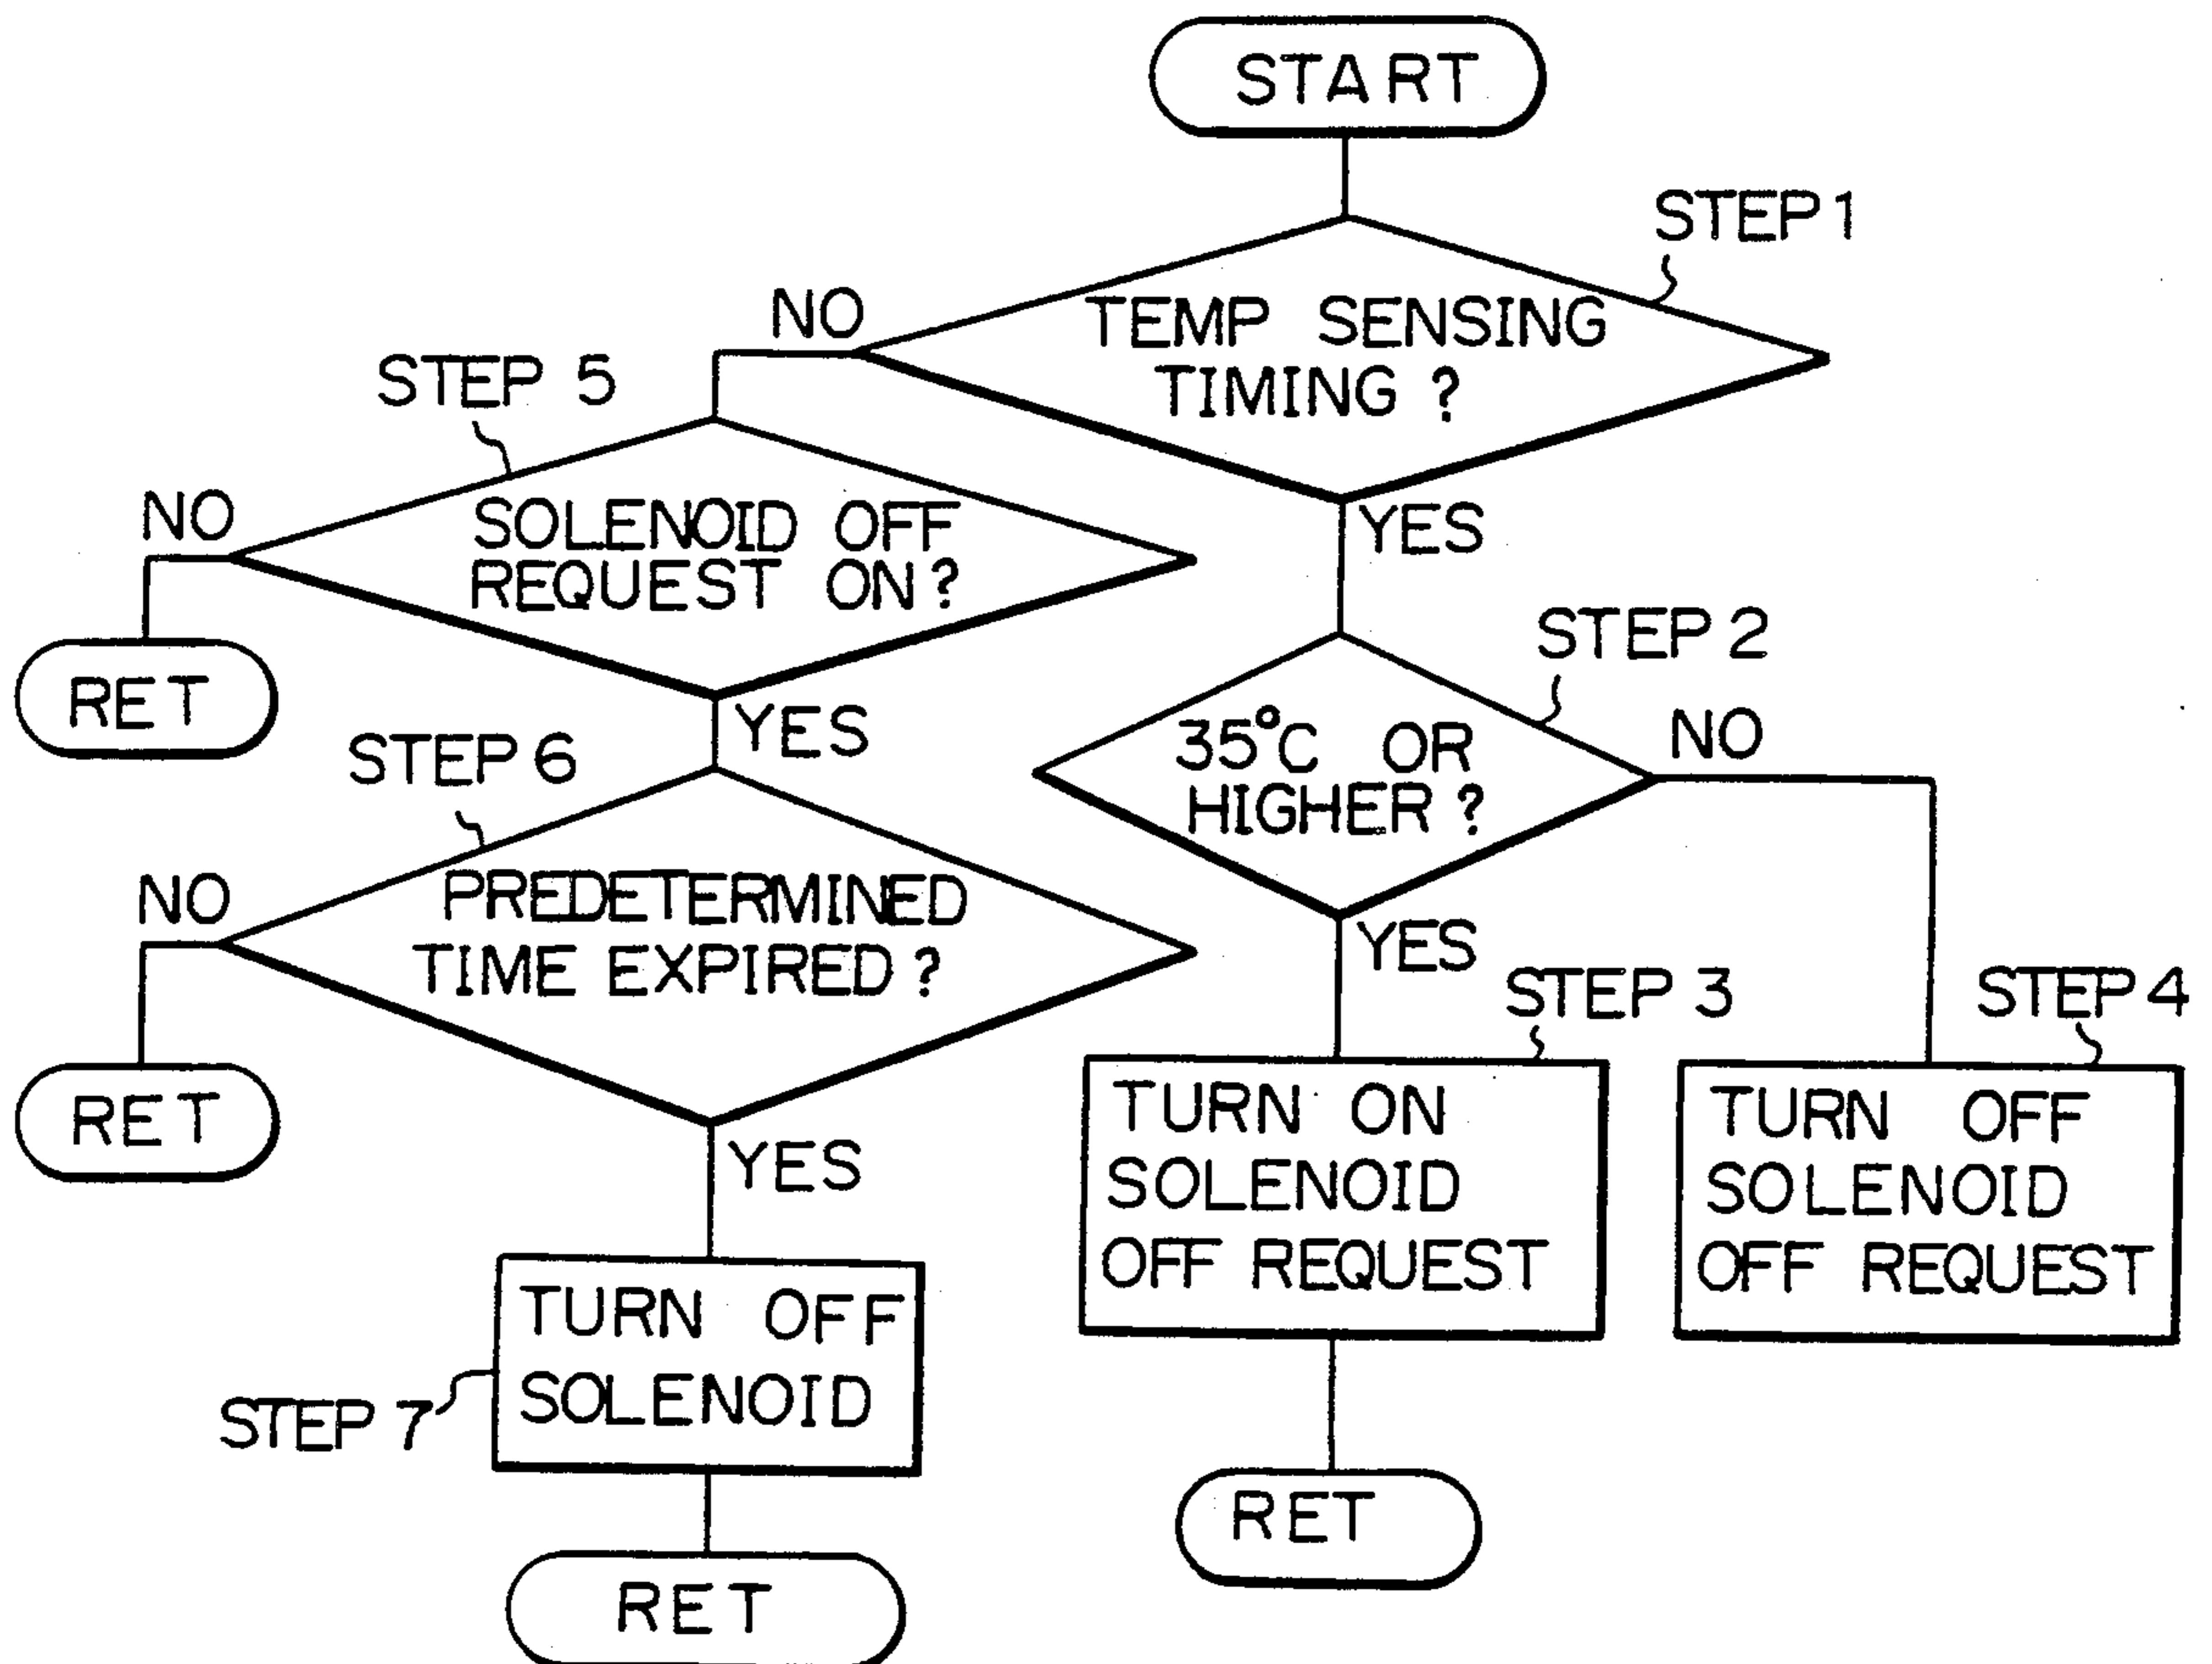 START
STEP 1
TEMP SENSING
TIMING ?
NO
YES
STEP 5
SOLENOID OFF
REQUEST ON ?
NO
RET
YES
STEP 2
35°C OR
HIGHER ?
NO
YES
STEP 6
PREDETERMINED
TIME EXPIRED ?
NO
RET
YES
STEP 3
TURN ON
SOLENOID
OFF REQUEST
RET
STEP 4
TURN OFF
SOLENOID
OFF REQUEST
STEP 7
TURN OFF
SOLENOID
RET